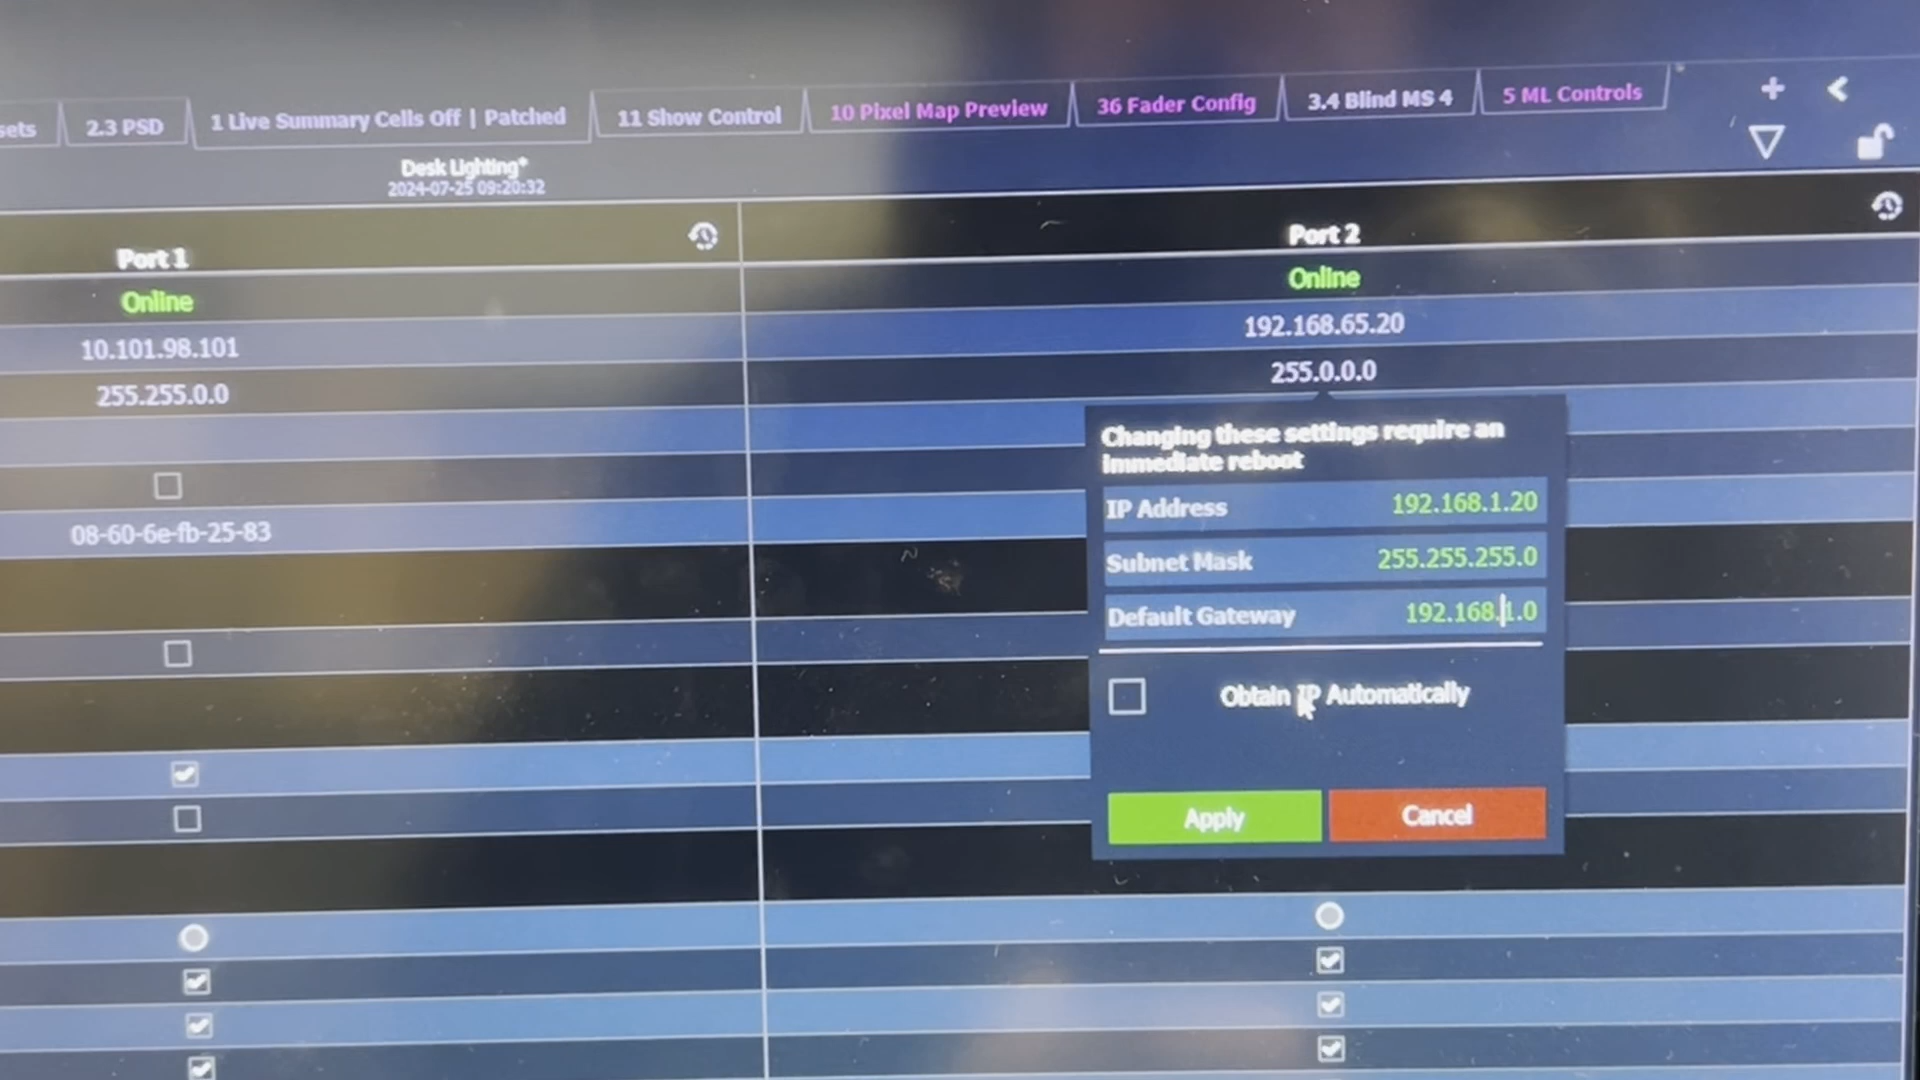 sets
2.3 PSD
1 Live Summary Cells Off | Patched
11 Show Control
10 Pixel Map Preview
36 Fader Config
3.4 Blind MS 4
5 ML Controls
Desk Lighting*
2024-07-25 09:20:32
Port 1
Port 2
Online
Online
10.101.98.101
192.168.65.20
255.255.0.0
255.0.0.0
08-60-6e-fb-25-83
Changing these settings require an
immediate reboot
IP Address 192.168.1.20
Subnet Mask 255.255.255.0
Default Gateway 192.168.1.0
Obtain IP Automatically
Apply
Cancel